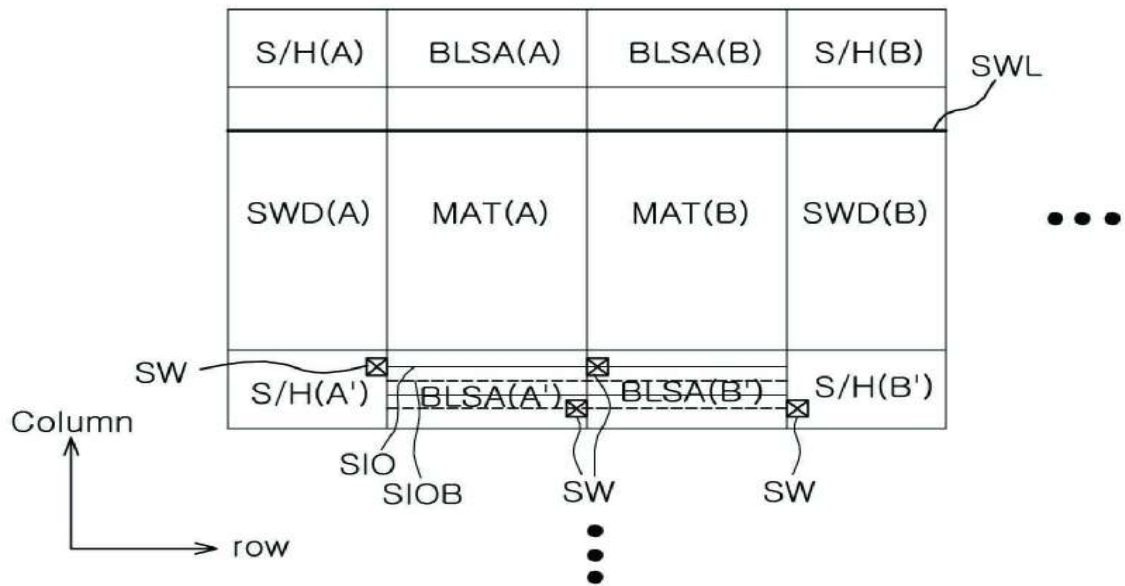 S/H(A) BLSA(A) BLSA(B) S/H(B)
SWL
SWD(A) MAT(A) MAT(B) SWD(B)
SW
S/H(A') BLSA(A') BLSA(B') S/H(B')
Column
SIO
SIOB SW SW
row